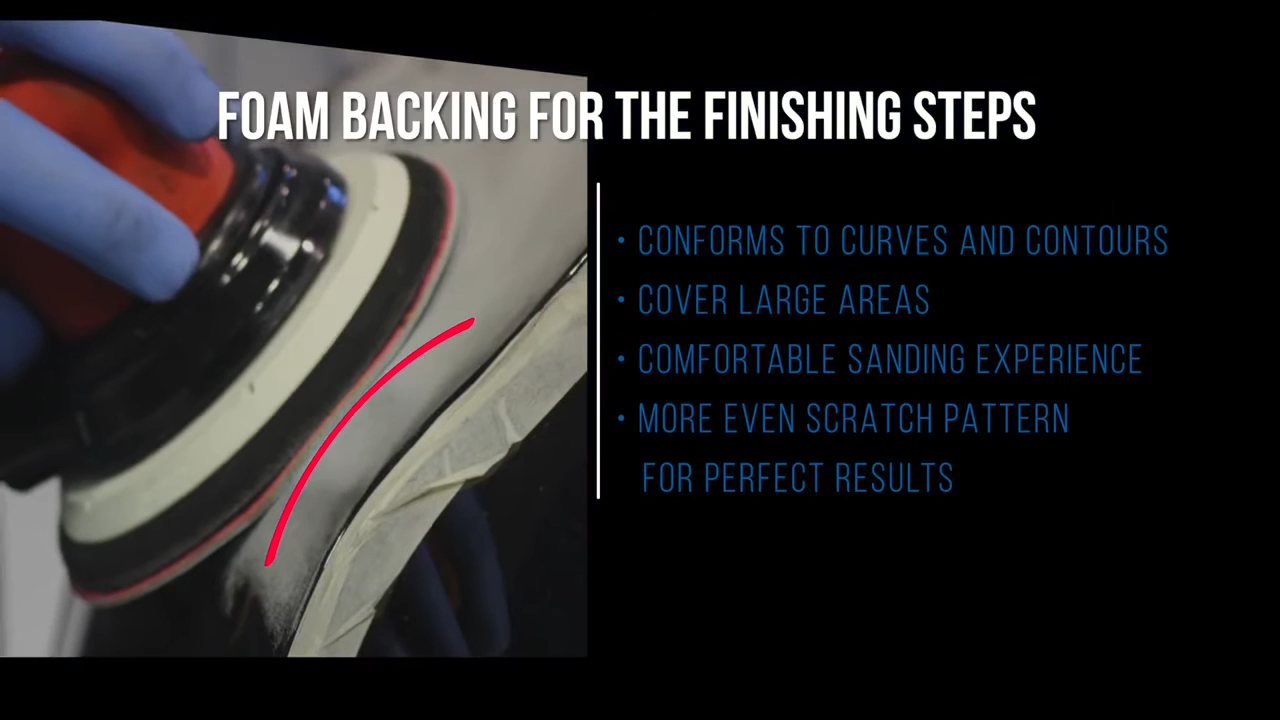 FOAM BACKING FOR THE FINISHING STEPS
• CONFORMS TO CURVES AND CONTOURS
• COVER LARGE AREAS
• COMFORTABLE SANDING EXPERIENCE
• MORE EVEN SCRATCH PATTERN
FOR PERFECT RESULTS